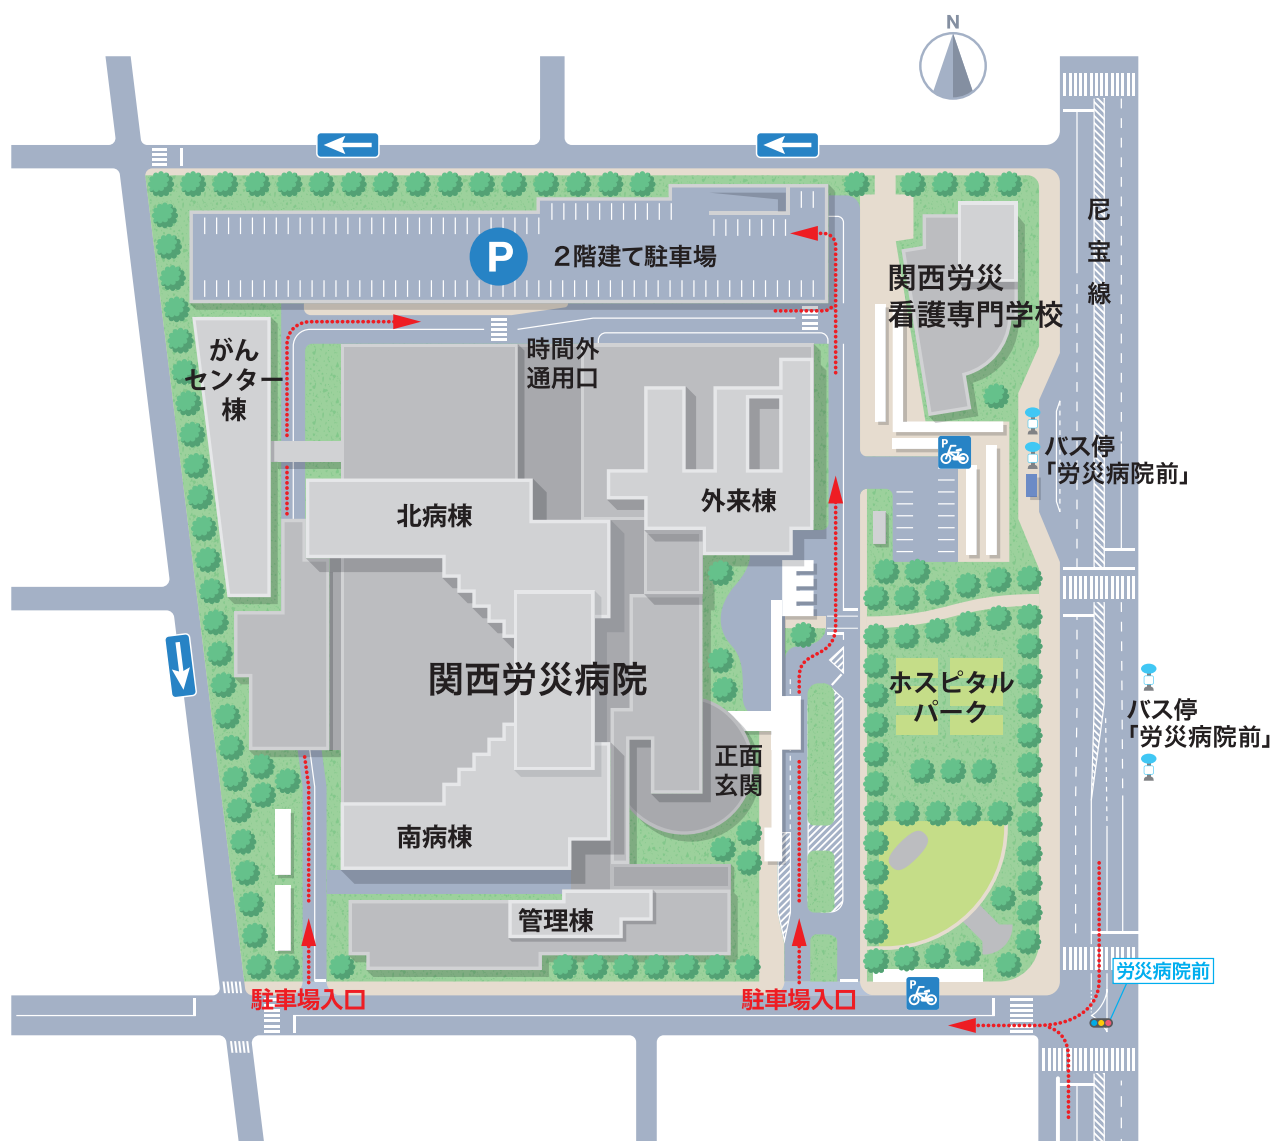 N
尼宝線
P
2階建て駐車場
関西労災
看護専門学校
がん
センター
棟
時間外
通用口
バス停
「労災病院前」
P
北病棟
外来棟
関西労災病院
ホスピタル
パーク
バス停
「労災病院前」
正面
玄関
南病棟
管理棟
労災病院前
駐車場入口
駐車場入口
P